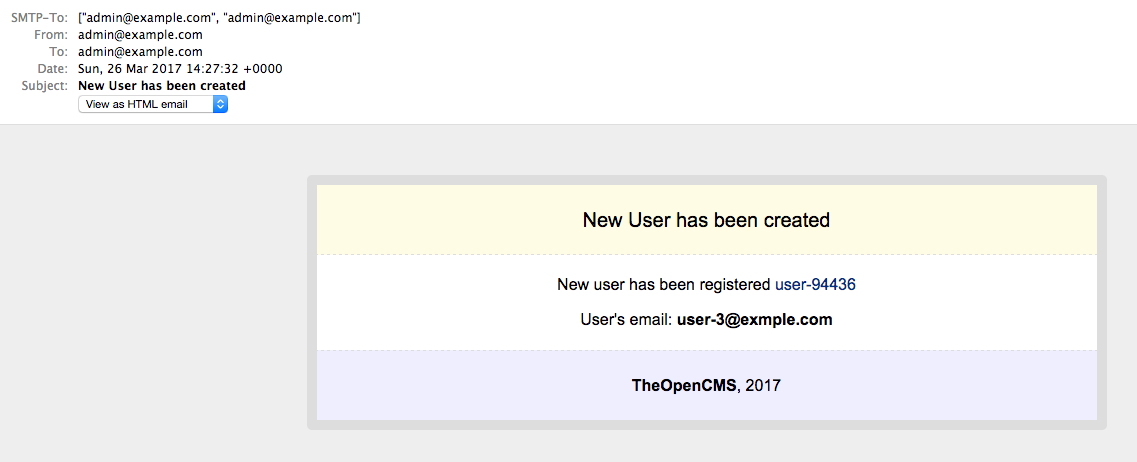 SMTP-To: ["admin@example.com", "admin@example.com"]
From: admin@example.com
To: admin@example.com
Date: Sun, 26 Mar 2017 14:27:32 +0000
Subject: New User has been created
View as HTML email
New User has been created
New user has been registered user-94436
User's email: user-3@exmple.com
TheOpenCMS, 2017